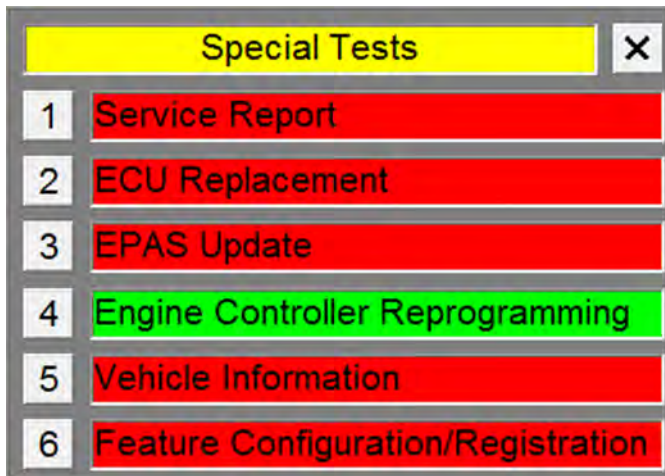 Special Tests X
1 Service Report
2 ECU Replacement
3 EPAS Update
4 Engine Controller Reprogramming
5 Vehicle Information
6 Feature Configuration/Registration